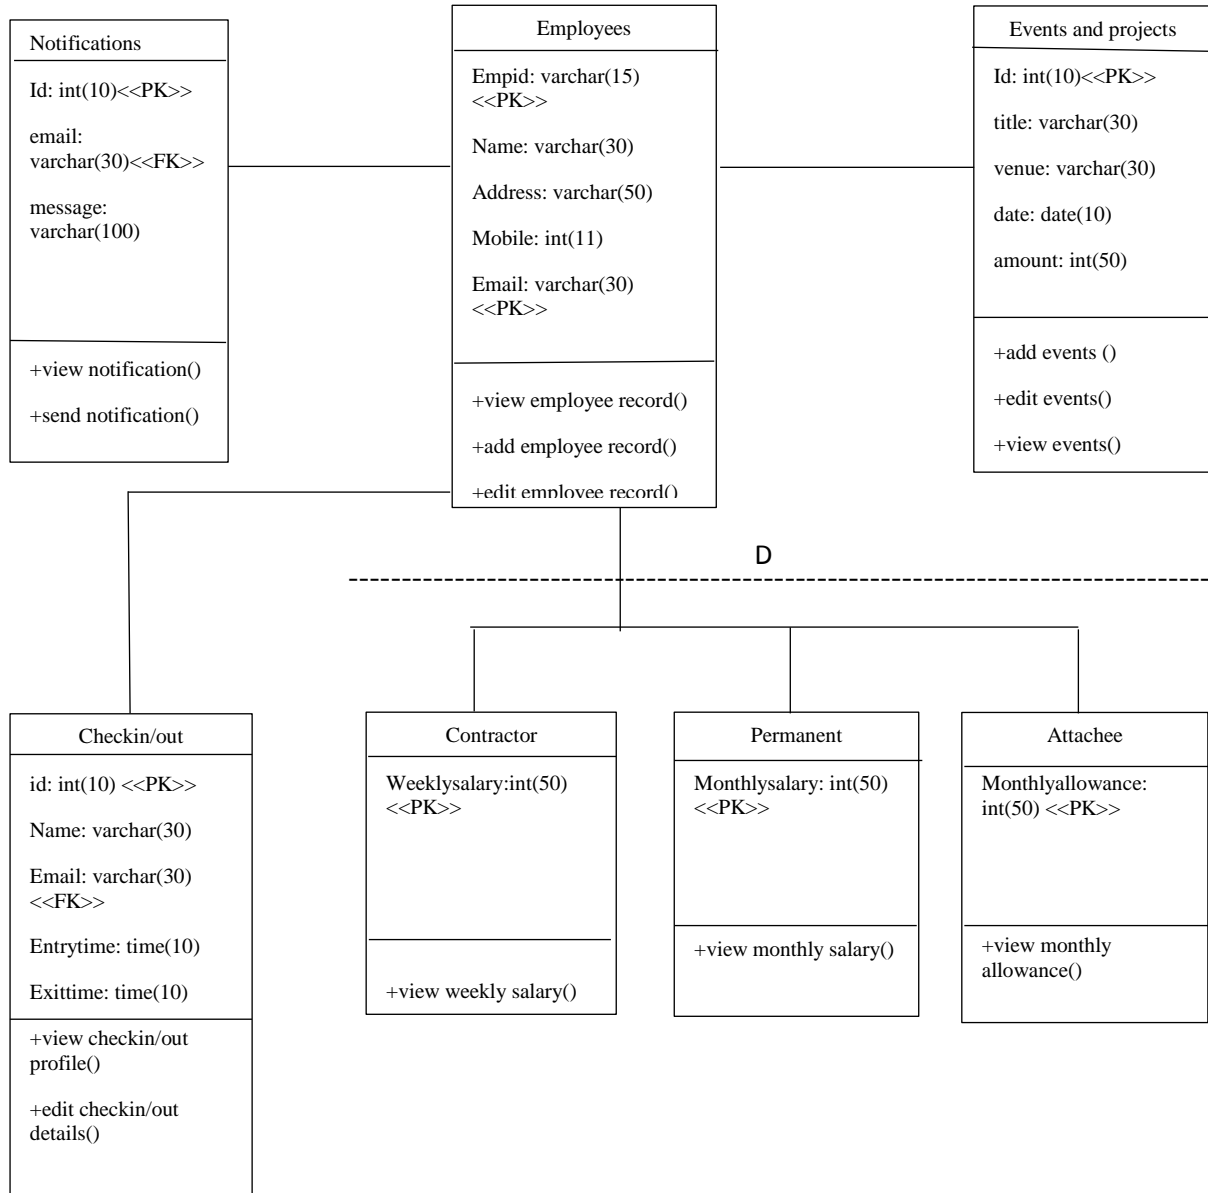 Notifications
Id: int(10)<<PK>>
email:
varchar(30)<<FK>>
message:
varchar(100)
+view notification()
+send notification()
Employees
Empid: varchar(15)
<<PK>>
Name: varchar(30)
Address: varchar(50)
Mobile: int(11)
Email: varchar(30)
<<PK>>
+view employee record()
+add employee record()
+edit employee record()
Events and projects
Id: int(10)<<PK>>
title: varchar(30)
venue: varchar(30)
date: date(10)
amount: int(50)
+add events ()
+edit events()
+view events()
D
Checkin/out
id: int(10) <<PK>>
Name: varchar(30)
Email: varchar(30)
<<FK>>
Entrytime: time(10)
Exittime: time(10)
+view checkin/out
profile()
+edit checkin/out
details()
Contractor
Weeklysalary:int(50)
<<PK>>
+view weekly salary()
Permanent
Monthlysalary: int(50)
<<PK>>
+view monthly salary()
Attachee
Monthlyallowance:
int(50) <<PK>>
+view monthly
allowance()